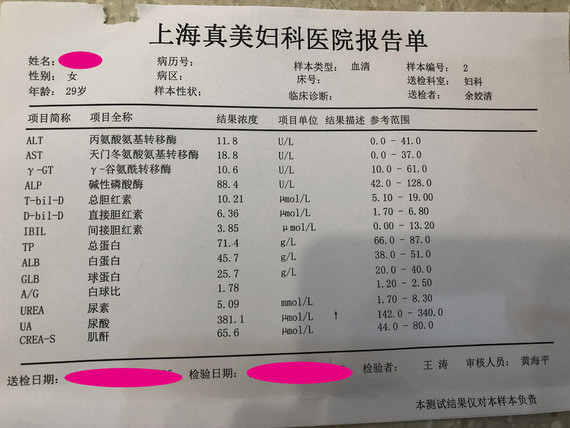 上海真美妇科医院报告单
姓名: 病历号: 样本类型: 血清 样本编号: 2
性别: 女 病区: 床号: 送检科室: 妇科
年龄: 29岁 样本性状: 临床诊断: 送检者: 余姣清
项目简称 项目全称 结果浓度 项目单位 结果描述 参考范围
ALT 丙氨酸氨基转移酶 11.8 U/L 0.0 - 41.0
AST 天门冬氨酸氨基转移酶 18.8 U/L 0.0 - 37.0
γ-GT γ-谷氨酰转移酶 10.6 U/L 10.0 - 61.0
ALP 碱性磷酸酶 88.4 U/L 42.0 - 128.0
T-bil-D 总胆红素 10.21 μmol/L 5.10 - 19.00
D-bil-D 直接胆红素 6.36 μmol/L 1.70 - 6.80
IBIL 间接胆红素 3.85 μmol/L 0.00 - 13.20
TP 总蛋白 71.4 g/L 66.0 - 87.0
ALB 白蛋白 45.7 g/L 38.0 - 51.0
GLB 球蛋白 25.7 g/L 20.0 - 40.0
A/G 白球比 1.78 1.20 - 2.50
UREA 尿素 5.09 mmol/L 1.70 - 8.30
UA 尿酸 381.1 μmol/L ↑ 142.0 - 340.0
CREA-S 肌酐 65.6 μmol/L 44.0 - 80.0
送检日期: 检验日期: 检验者: 王 涛 审核人员: 黄海平
本测试结果仅对本样本负责